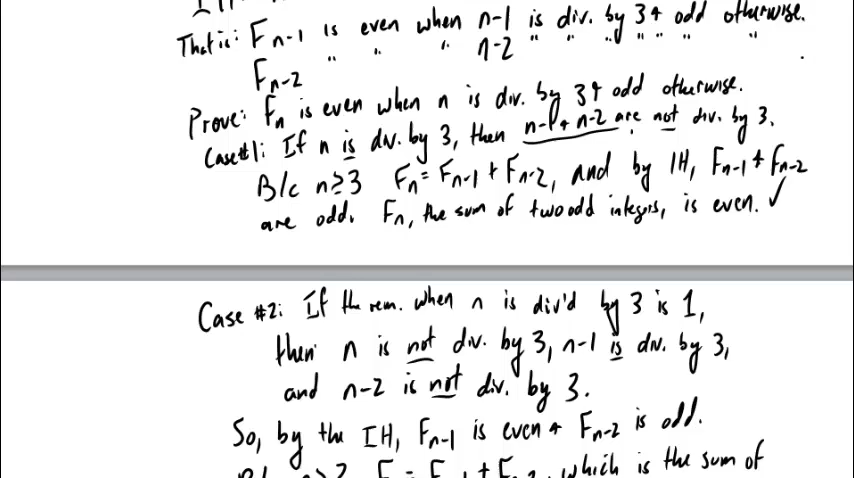 That is: Fn-1 is even when n-1 is div. by 3 & odd otherwise.
Fn-2 " " " n-2 " " " " " " "
Prove: Fn is even when n is div. by 3 & odd otherwise.
Case #1: If n is div. by 3, then n-1 & n-2 are not div. by 3.
B/c n≥3 Fn = Fn-1 + Fn-2, and by IH, Fn-1 & Fn-2
are odd. Fn, the sum of two odd integers, is even. ✓
Case #2: If the rem. when n is div'd by 3 is 1,
then n is not div. by 3, n-1 is div. by 3,
and n-2 is not div. by 3.
So, by the IH, Fn-1 is even & Fn-2 is odd.
which is the sum of